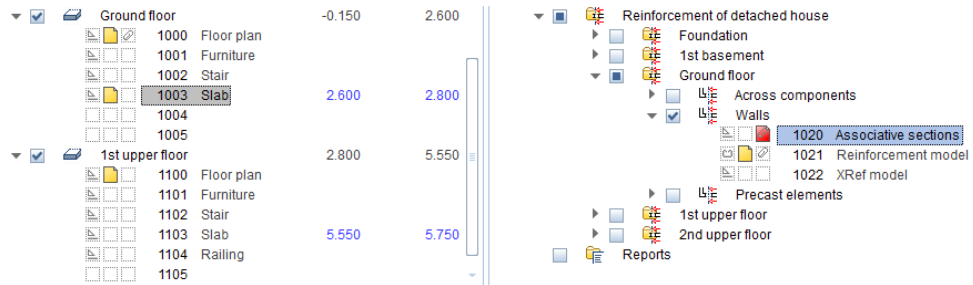 Ground floor -0.150 2.600
1000 Floor plan
1001 Furniture
1002 Stair
1003 Slab 2.600 2.800
1004
1005
1st upper floor 2.800 5.550
1100 Floor plan
1101 Furniture
1102 Stair
1103 Slab 5.550 5.750
1104 Railing
1105
Reinforcement of detached house
Foundation
1st basement
Ground floor
Across components
Walls
1020 Associative sections
1021 Reinforcement model
1022 XRef model
Precast elements
1st upper floor
2nd upper floor
Reports